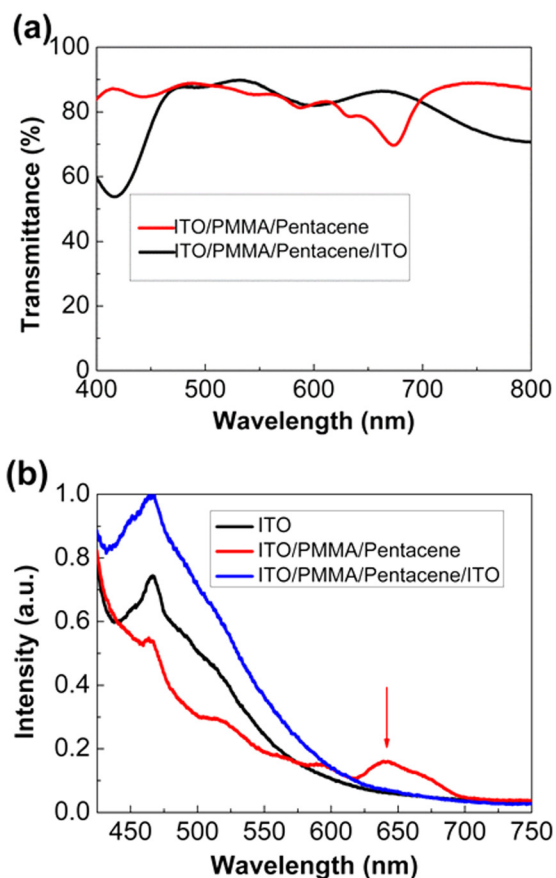 (a)
100
80
60
40
20
0
Transmittance (%)
ITO/PMMA/Pentacene
ITO/PMMA/Pentacene/ITO
400 500 600 700 800
Wavelength (nm)
(b)
1.0
0.8
0.6
0.4
0.2
0.0
Intensity (a.u.)
ITO
ITO/PMMA/Pentacene
ITO/PMMA/Pentacene/ITO
450 500 550 600 650 700 750
Wavelength (nm)